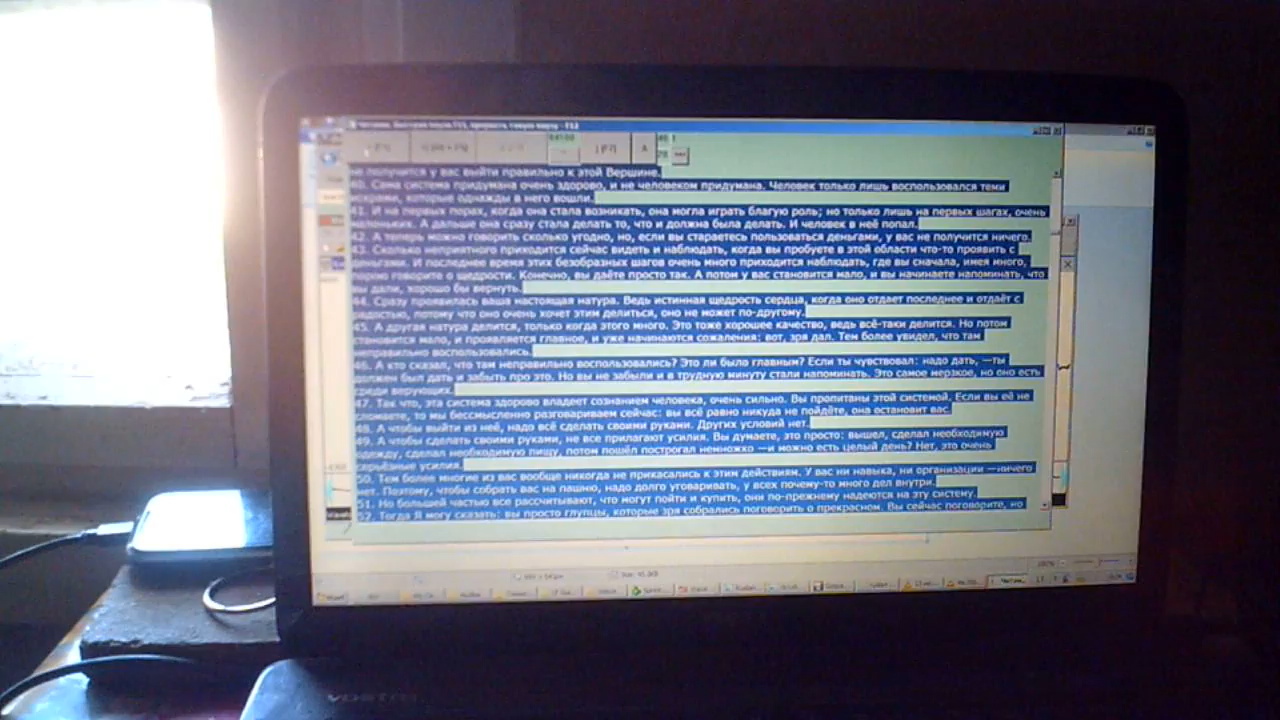 не получится у вас выйти правильно к этой Вершине.
40. Сама система придумана очень здорово, и не человеком придумана. Человек только лишь воспользовался теми
искрами, которые однажды в него вошли.
41. И на первых порах, когда она стала возникать, она могла играть благую роль; но только лишь на первых шагах, очень
маленьких. А дальше она сразу стала делать то, что и должна была делать. И человек в неё попал.
42. А теперь можно говорить сколько угодно, но, если вы стараетесь пользоваться деньгами, у вас не получится ничего.
43. Сколько неприятного приходится сейчас видеть и наблюдать, когда вы пробуете в этой области что-то проявить с
деньгами. И последнее время этих безобразных шагов очень много приходится наблюдать, где вы сначала, имея много,
порою говорите о щедрости. Конечно, вы даёте просто так. А потом у вас становится мало, и вы начинаете напоминать, что
вы дали, хорошо бы вернуть.
44. Сразу проявилась ваша настоящая натура. Ведь истинная щедрость сердца, когда оно отдает последнее и отдаёт с
радостью, потому что оно очень хочет этим делиться, оно не может по-другому.
45. А другая натура делится, только когда этого много. Это тоже хорошее качество, ведь всё-таки делится. Но потом
становится мало, и проявляется главное, и уже начинаются сожаления: вот, зря дал. Тем более увидел, что там
неправильно воспользовались.
46. А кто сказал, что там неправильно воспользовались? Это ли было главным? Если ты чувствовал: надо дать, —ты
должен был дать и забыть про это. Но вы не забыли и в трудную минуту стали напоминать. Это самое мерзкое, но оно есть
среди верующих.
47. Так что, эта система здорово владеет сознанием человека, очень сильно. Вы пропитаны этой системой. Если вы её не
сломаете, то мы бессмысленно разговариваем сейчас: вы всё равно никуда не пойдёте, она остановит вас.
48. А чтобы выйти из неё, надо всё сделать своими руками. Других условий нет.
49. А чтобы сделать своими руками, не все прилагают усилия. Вы думаете, это просто: вышел, сделал необходимую
одежду, сделал необходимую пищу, потом пошёл построгал немножко —и можно есть целый день? Нет, это очень
серьёзные усилия.
50. Тем более многие из вас вообще никогда не прикасались к этим действиям. У вас ни навыка, ни организации —ничего
нет. Поэтому, чтобы собрать вас на пашню, надо долго уговаривать, у всех почему-то много дел внутри.
51. Но большей частью все рассчитывают, что могут пойти и купить, они по-прежнему надеются на эту систему.
52. Тогда Я могу сказать: вы просто глупцы, которые зря собрались поговорить о прекрасном. Вы сейчас поговорите, но
100%